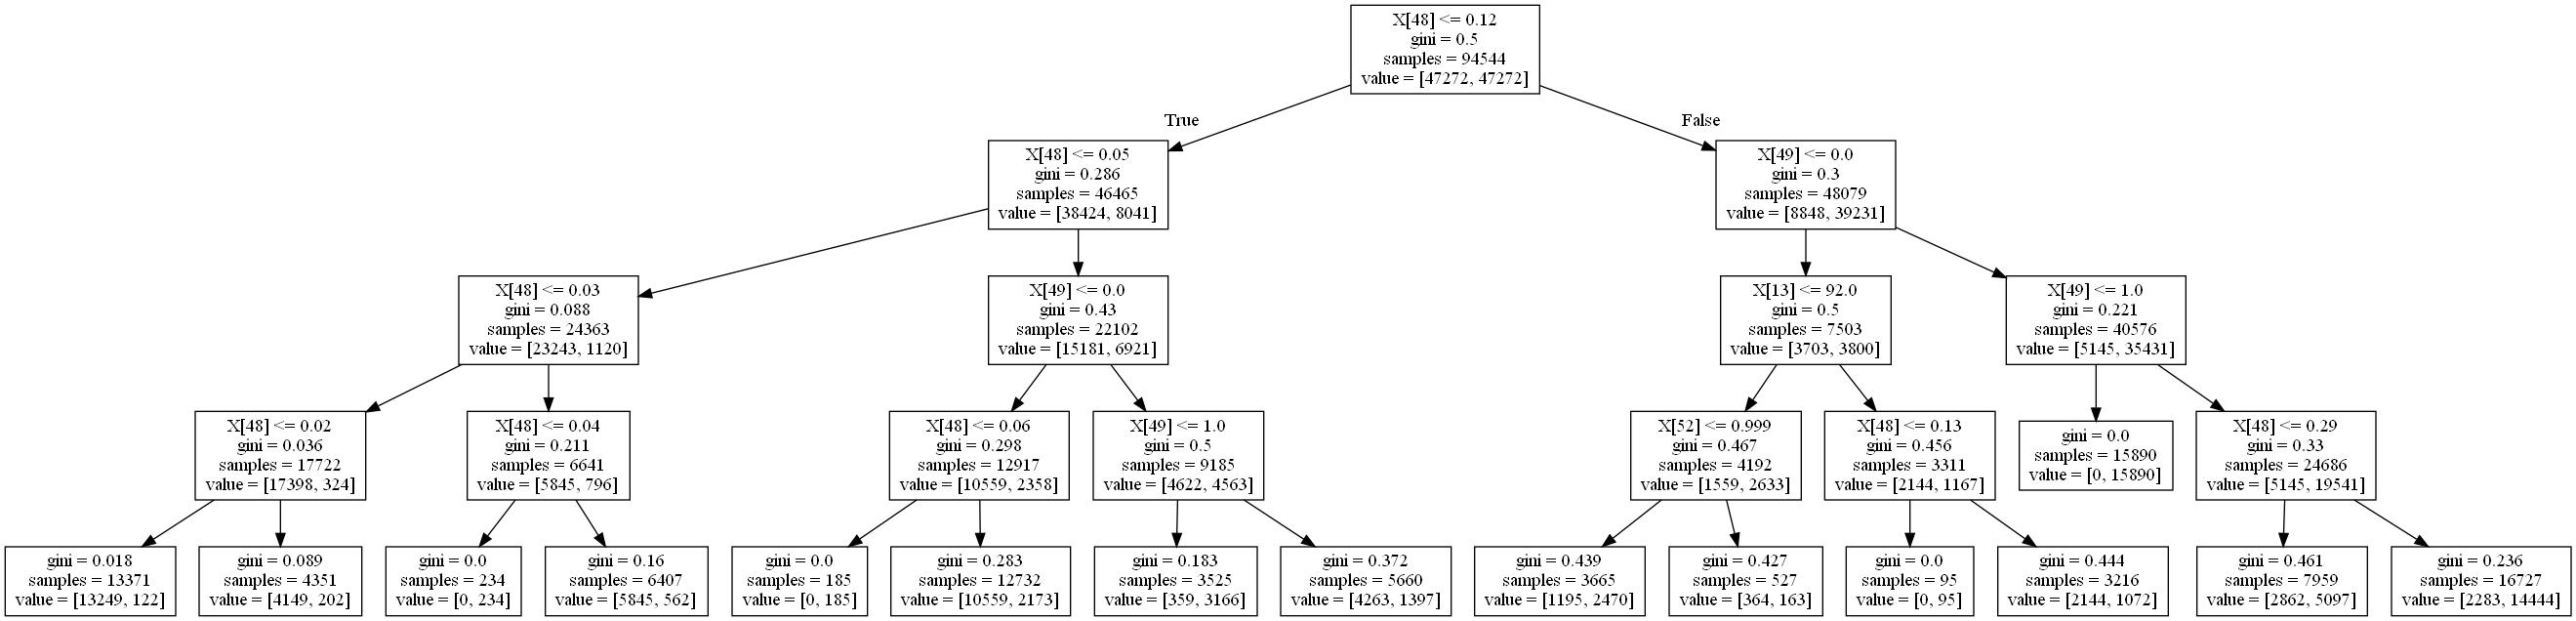 X[48] <= 0.12
gini = 0.5
samples = 94544
value = [47272, 47272]
True
False
X[48] <= 0.05
gini = 0.286
samples = 46465
value = [38424, 8041]
X[49] <= 0.0
gini = 0.3
samples = 48079
value = [8848, 39231]
X[48] <= 0.03
gini = 0.088
samples = 24363
value = [23243, 1120]
X[49] <= 0.0
gini = 0.43
samples = 22102
value = [15181, 6921]
X[13] <= 92.0
gini = 0.5
samples = 7503
value = [3703, 3800]
X[49] <= 1.0
gini = 0.221
samples = 40576
value = [5145, 35431]
X[48] <= 0.02
gini = 0.036
samples = 17722
value = [17398, 324]
X[48] <= 0.04
gini = 0.211
samples = 6641
value = [5845, 796]
X[48] <= 0.06
gini = 0.298
samples = 12917
value = [10559, 2358]
X[49] <= 1.0
gini = 0.5
samples = 9185
value = [4622, 4563]
X[52] <= 0.999
gini = 0.467
samples = 4192
value = [1559, 2633]
X[48] <= 0.13
gini = 0.456
samples = 3311
value = [2144, 1167]
gini = 0.0
samples = 15890
value = [0, 15890]
X[48] <= 0.29
gini = 0.33
samples = 24686
value = [5145, 19541]
gini = 0.018
samples = 13371
value = [13249, 122]
gini = 0.089
samples = 4351
value = [4149, 202]
gini = 0.0
samples = 234
value = [0, 234]
gini = 0.16
samples = 6407
value = [5845, 562]
gini = 0.0
samples = 185
value = [0, 185]
gini = 0.283
samples = 12732
value = [10559, 2173]
gini = 0.183
samples = 3525
value = [359, 3166]
gini = 0.372
samples = 5660
value = [4263, 1397]
gini = 0.439
samples = 3665
value = [1195, 2470]
gini = 0.427
samples = 527
value = [364, 163]
gini = 0.0
samples = 95
value = [0, 95]
gini = 0.444
samples = 3216
value = [2144, 1072]
gini = 0.461
samples = 7959
value = [2862, 5097]
gini = 0.236
samples = 16727
value = [2283, 14444]